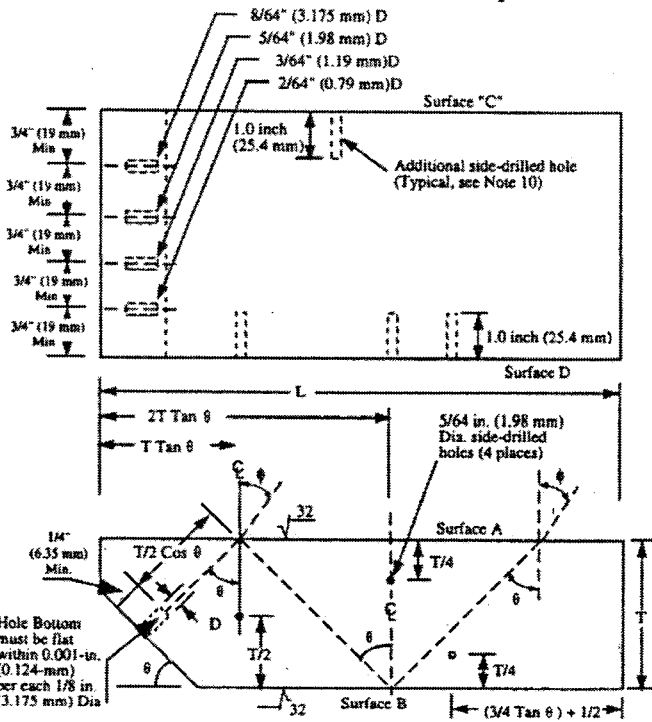 8/64" (3.175 mm) D
5/64" (1.98 mm) D
3/64" (1.19 mm)D
2/64" (0.79 mm)D
Surface "C"
3/4" (19 mm)
Min
1.0 inch
(25.4 mm)
Additional side-drilled hole
(Typical, see Note 10)
3/4" (19 mm)
Min
3/4" (19 mm)
Min
3/4" (19 mm)
Min
3/4" (19 mm)
Min
1.0 inch (25.4 mm)
Surface D
L
2T Tan θ
T Tan θ
5/64 in. (1.98 mm)
Dia. side-drilled
holes (4 places)
℄
ϕ
ϕ
32
Surface A
1/4"
(6.35 mm)
Min.
T/2 Cos θ
T/4
θ
θ
℄
T
Hole Bottom
must be flat
within 0.001-in.
(0.124-mm)
per each 1/8 in.
(3.175 mm) Dia
D
T/2
θ
θ
T/4
32
Surface B
(3/4 Tan θ) + 1/2